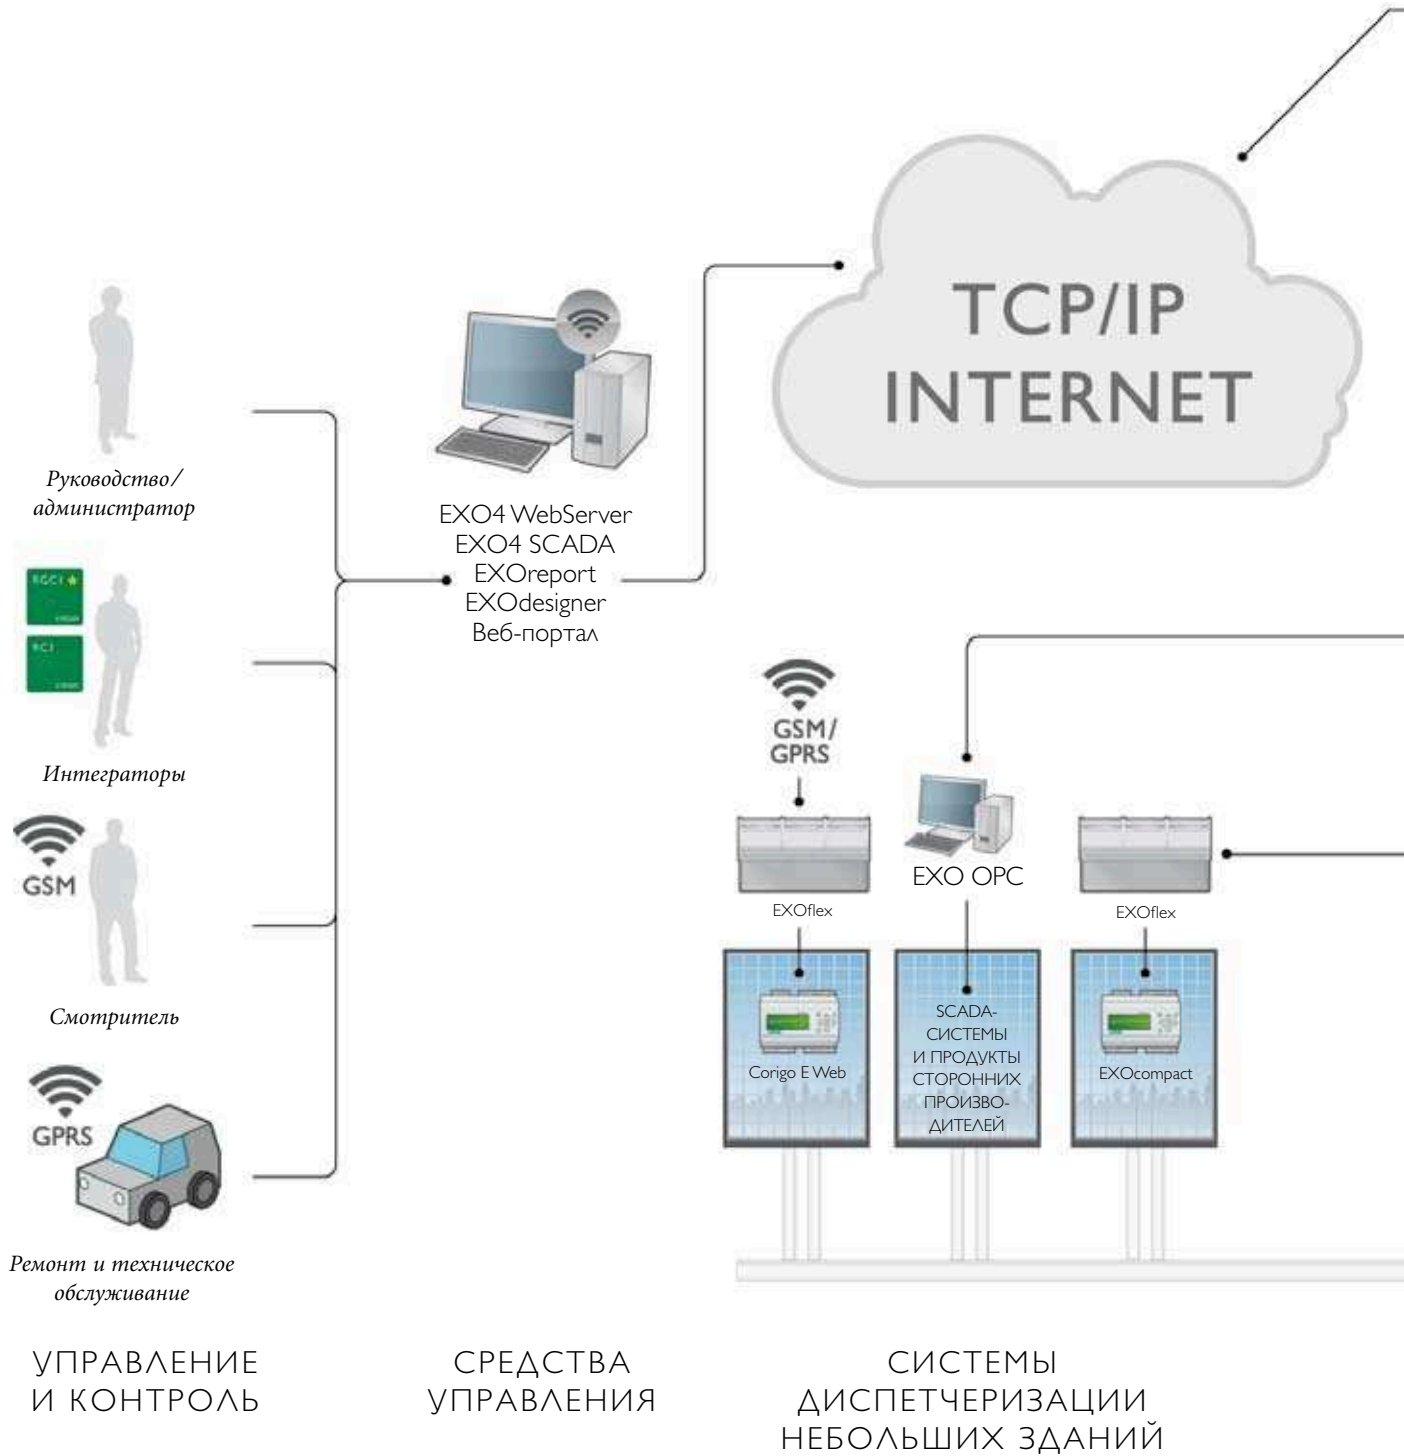 TCP/IP
INTERNET
Руководство/
администратор
RCI
Интеграторы
GSM
Смотритель
GPRS
Ремонт и техническое
обслуживание
EXO4 WebServer
EXO4 SCADA
EXOreport
EXOdesigner
Веб-портал
GSM/
GPRS
EXOflex
Corigo E Web
EXO OPC
SCADA-
СИСТЕМЫ
И ПРОДУКТЫ
СТОРОННИХ
ПРОИЗВО-
ДИТЕЛЕЙ
EXOflex
EXOcompact
УПРАВЛЕНИЕ
И КОНТРОЛЬ
СРЕДСТВА
УПРАВЛЕНИЯ
СИСТЕМЫ
ДИСПЕТЧЕРИЗАЦИИ
НЕБОЛЬШИХ ЗДАНИЙ